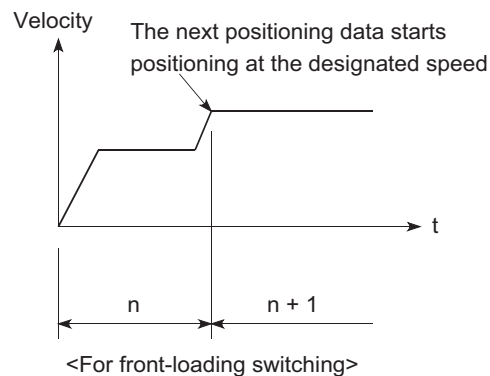 Velocity
The next positioning data starts
positioning at the designated speed
t
n
n + 1
<For front-loading switching>